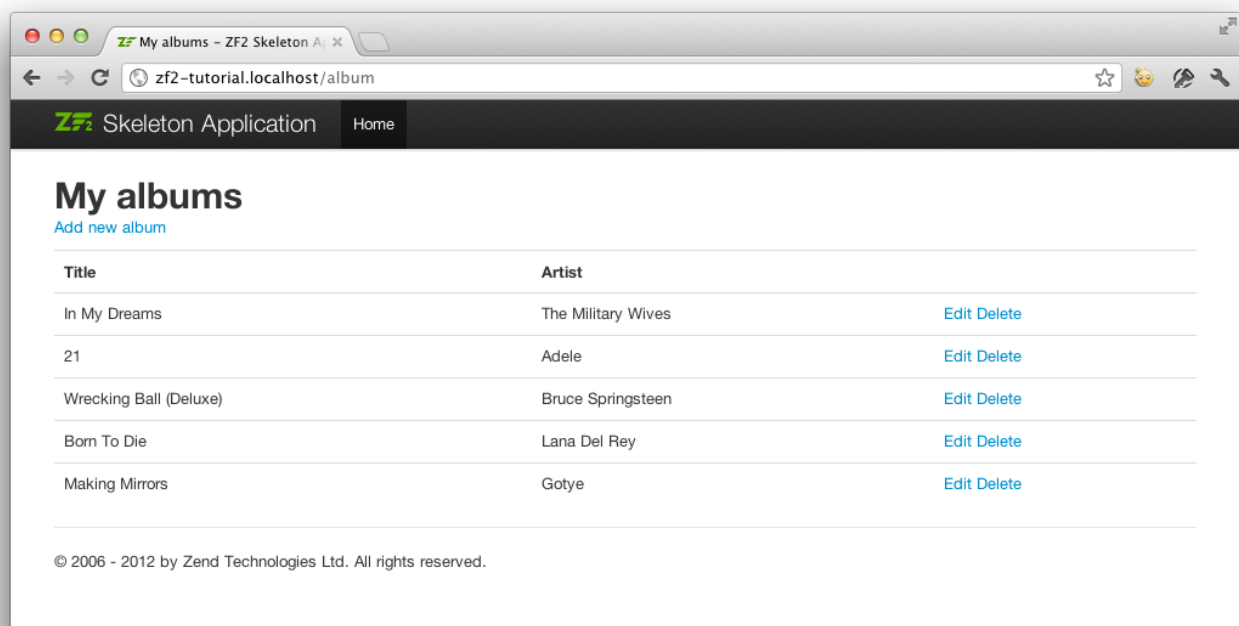 ZF2 My albums – ZF2 Skeleton Ap
zf2-tutorial.localhost/album
ZF2 Skeleton Application Home
My albums
Add new album
Title Artist
In My Dreams The Military Wives Edit Delete
21 Adele Edit Delete
Wrecking Ball (Deluxe) Bruce Springsteen Edit Delete
Born To Die Lana Del Rey Edit Delete
Making Mirrors Gotye Edit Delete
© 2006 - 2012 by Zend Technologies Ltd. All rights reserved.